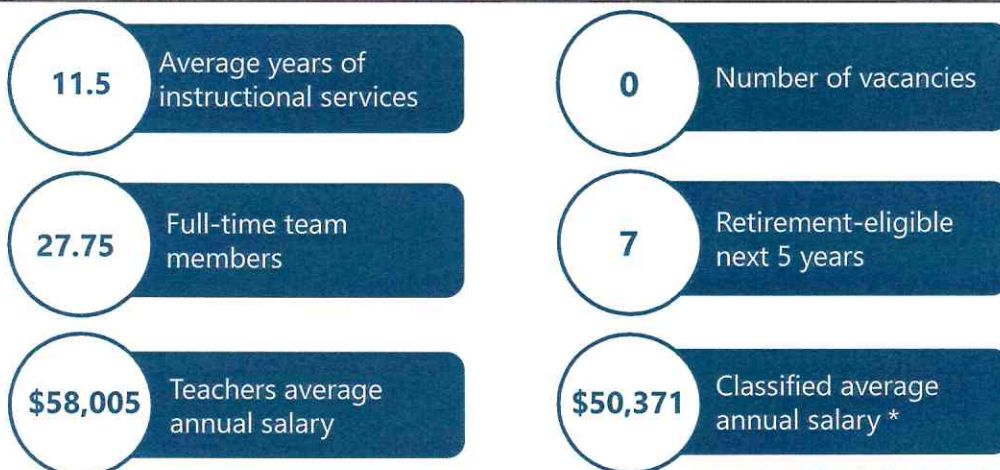 11.5
Average years of
instructional services
0
Number of vacancies
27.75
Full-time team
members
7
Retirement-eligible
next 5 years
$58,005
Teachers average
annual salary
$50,371
Classified average
annual salary *